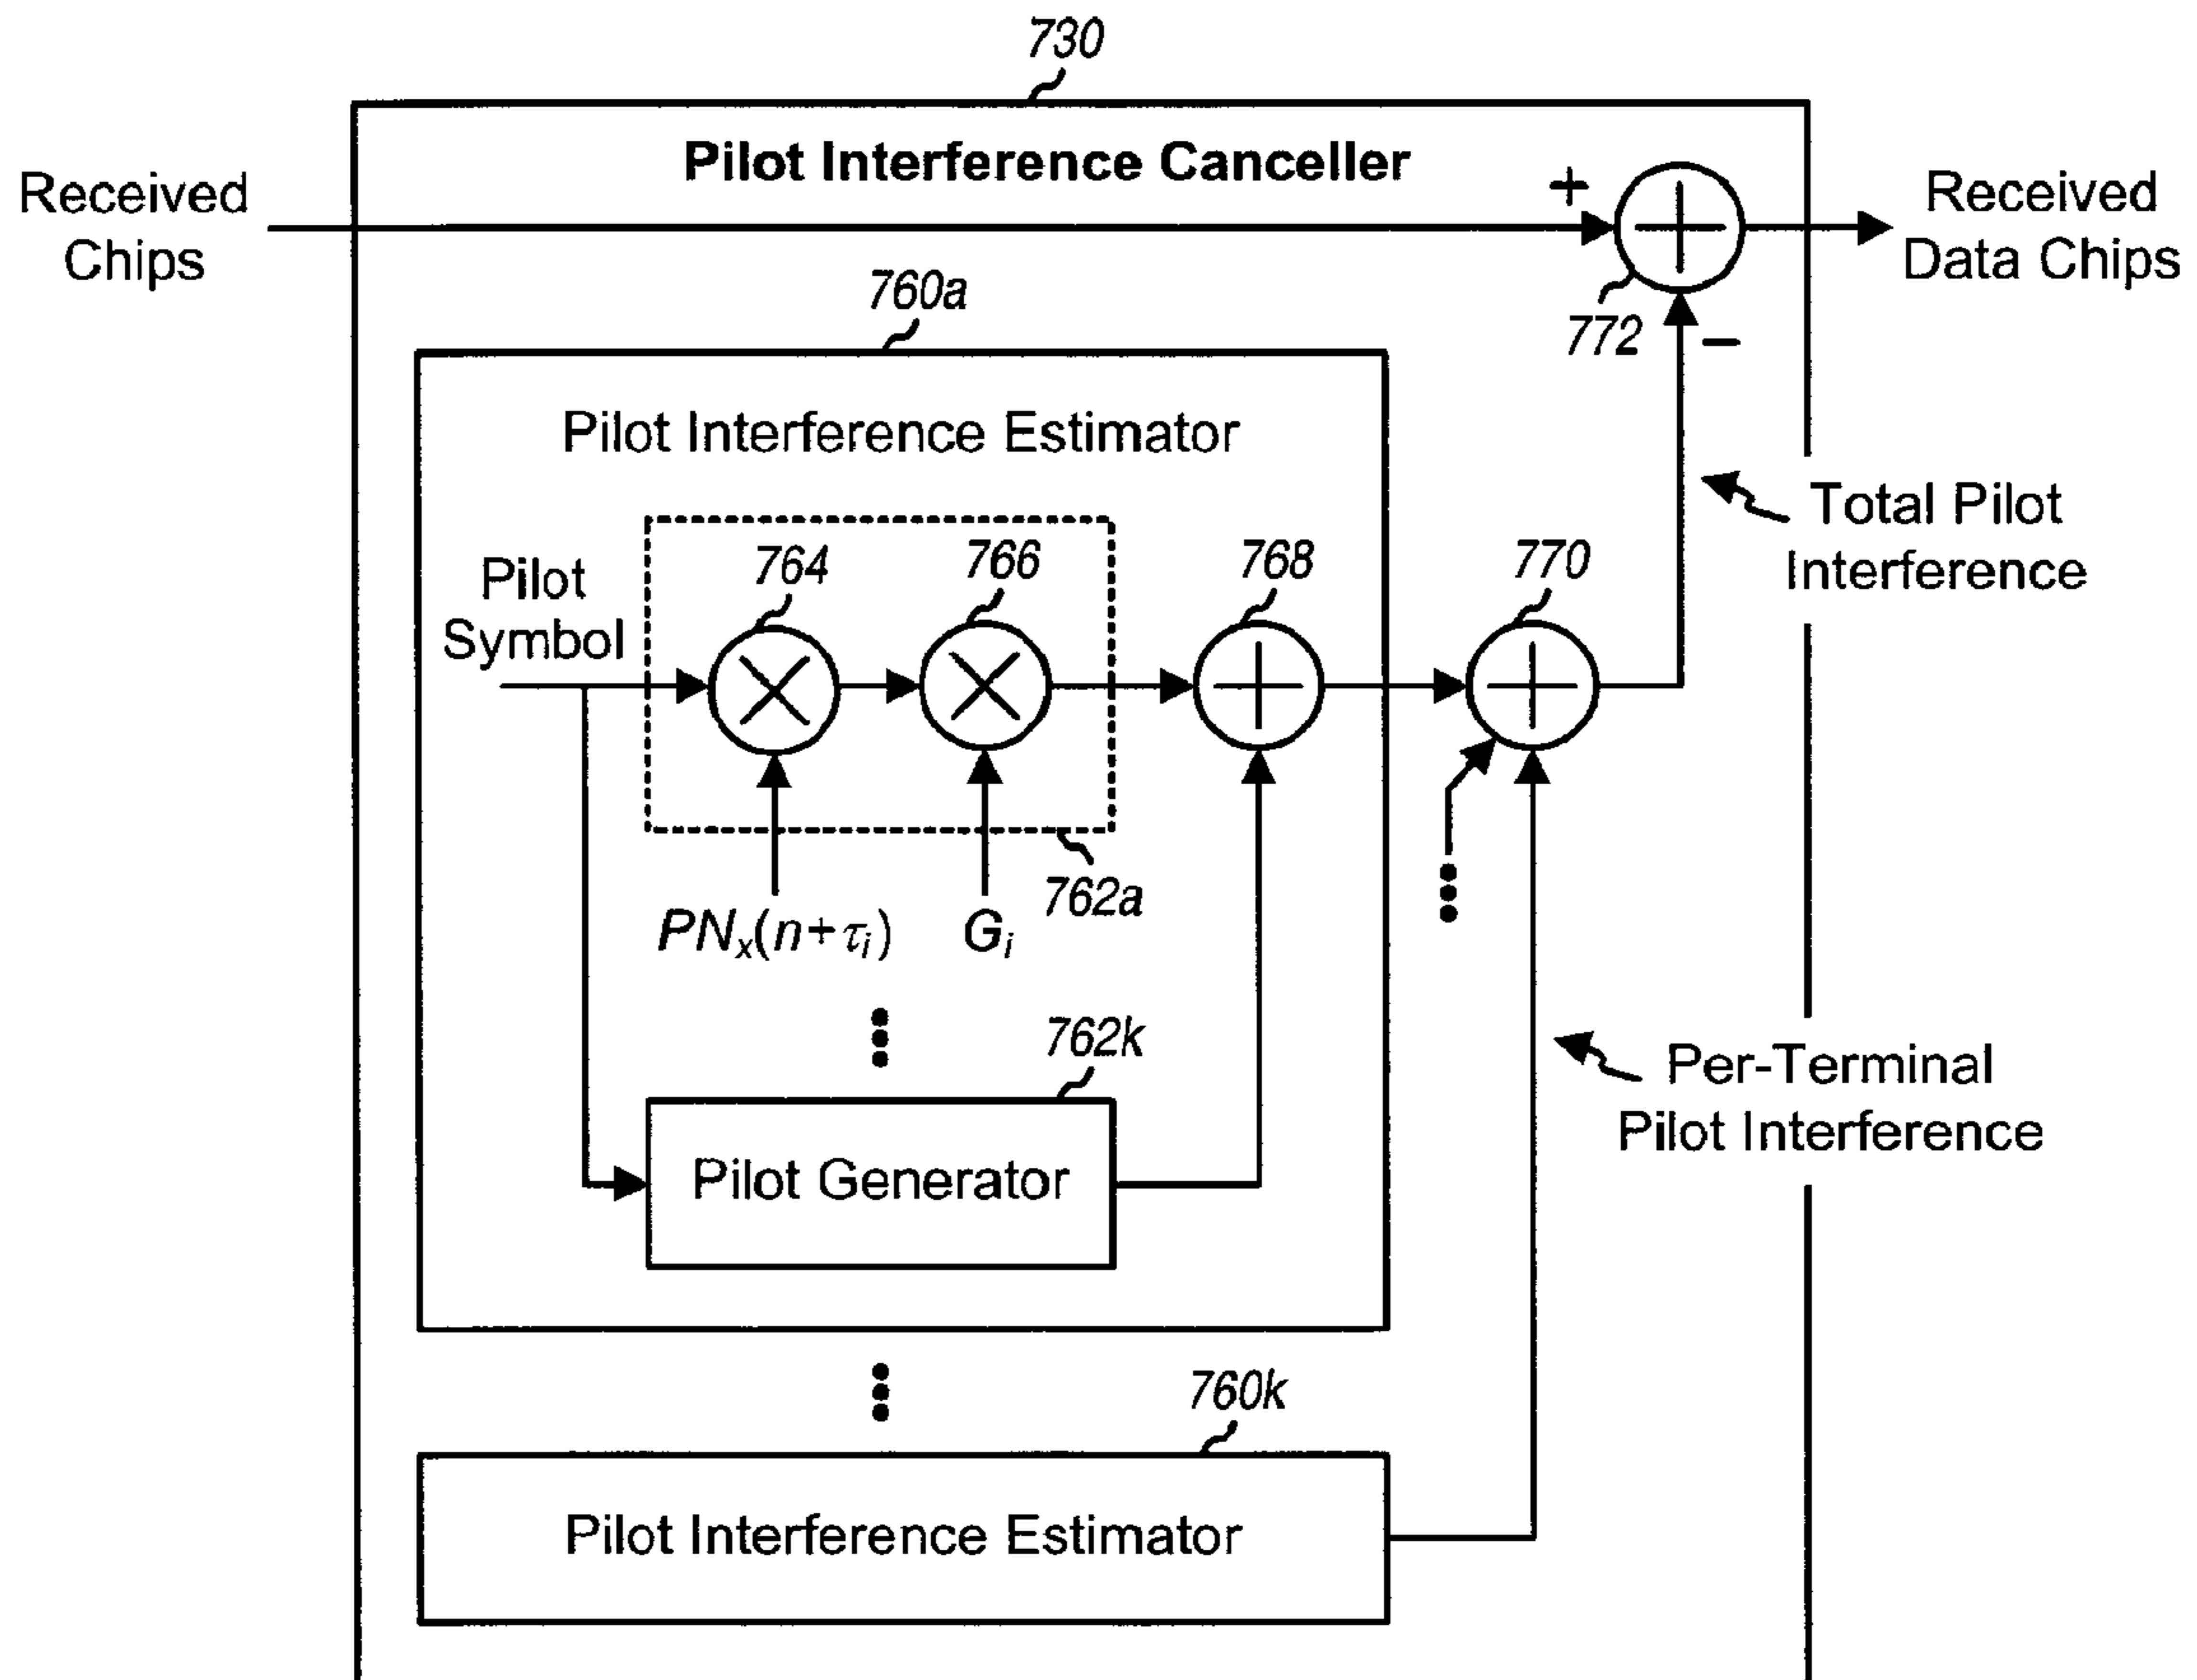 730
Pilot Interference Canceller
Received
Chips
+
Received
Data Chips
772
−
760a
Pilot Interference Estimator
Total Pilot
Interference
764
766
768
770
Pilot
Symbol
762a
PNₓ(n+τᵢ)
Gᵢ
762k
Pilot Generator
Per-Terminal
Pilot Interference
760k
Pilot Interference Estimator